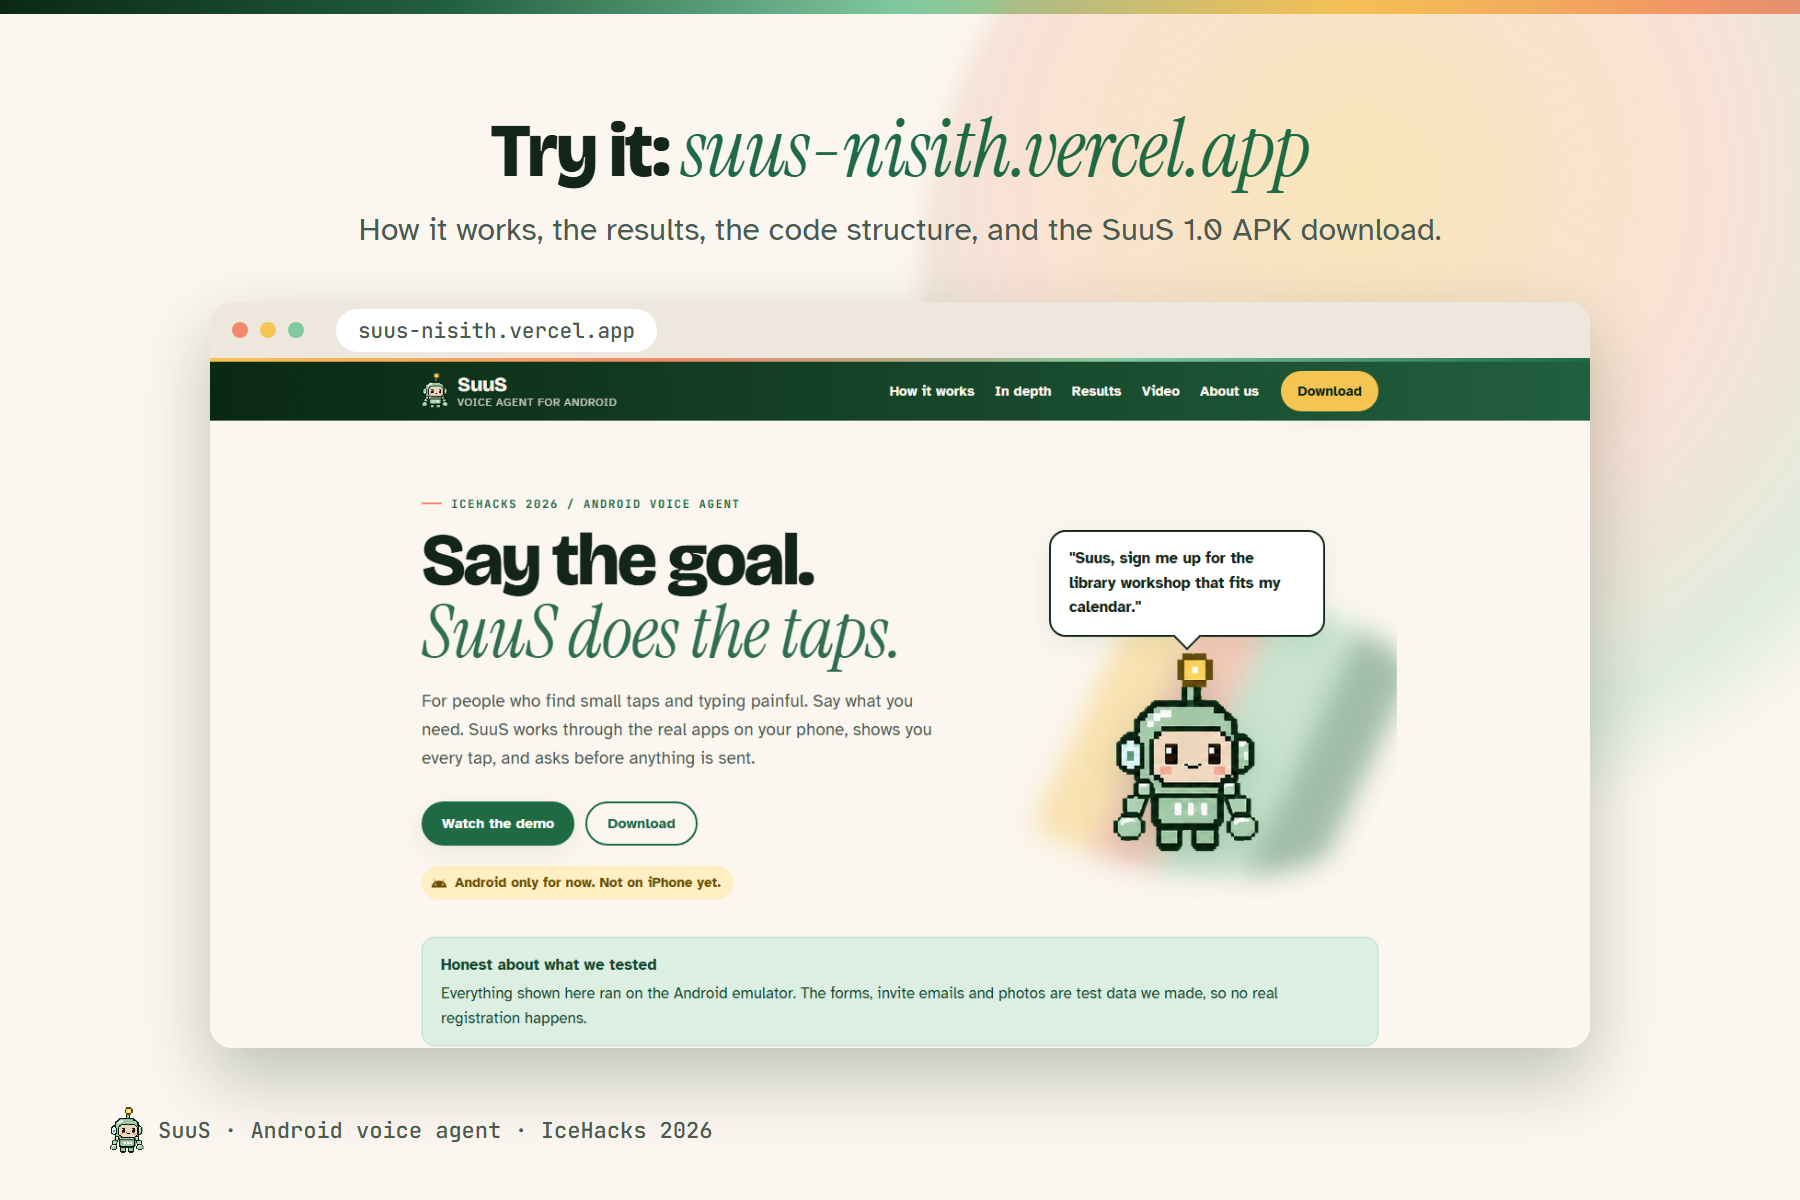 Try it: suus-nisith.vercel.app
How it works, the results, the code structure, and the SuuS 1.0 APK download.
suus-nisith.vercel.app
SuuS
VOICE AGENT FOR ANDROID
How it works In depth Results Video About us Download
ICEHACKS 2026 / ANDROID VOICE AGENT
Say the goal.
SuuS does the taps.
For people who find small taps and typing painful. Say what you
need. SuuS works through the real apps on your phone, shows you
every tap, and asks before anything is sent.
Watch the demo Download
Android only for now. Not on iPhone yet.
"Suus, sign me up for the
library workshop that fits my
calendar."
Honest about what we tested
Everything shown here ran on the Android emulator. The forms, invite emails and photos are test data we made, so no real
registration happens.
SuuS · Android voice agent · IceHacks 2026